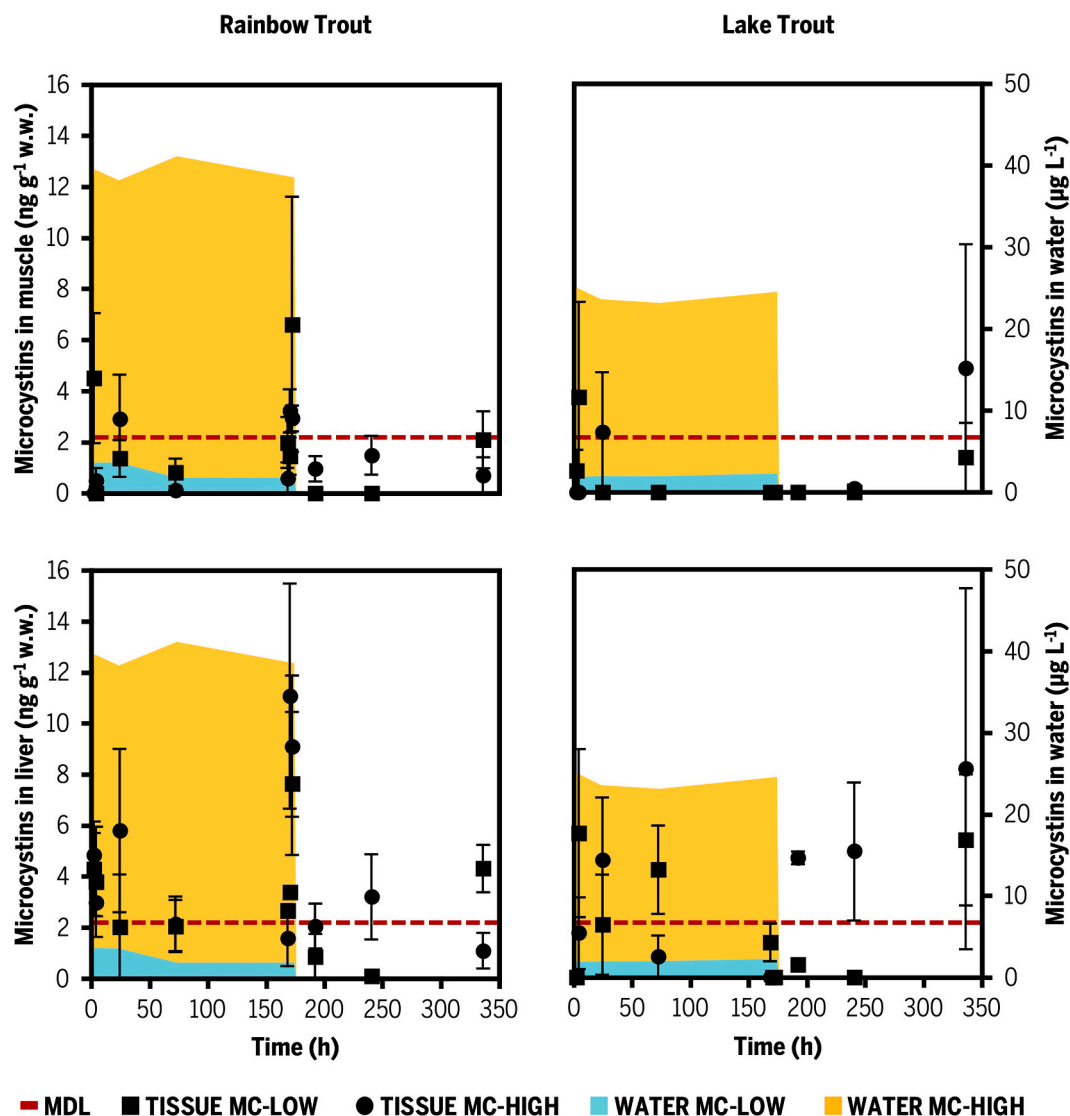 Rainbow Trout
Lake Trout
Microcystins in muscle (ng g⁻¹ w.w.)
16
14
12
10
8
6
4
2
0
50
40
30
20
10
0
Microcystins in water (µg L⁻¹)
Microcystins in liver (ng g⁻¹ w.w.)
16
14
12
10
8
6
4
2
0
50
40
30
20
10
0
Microcystins in water (µg L⁻¹)
0 50 100 150 200 250 300 350
0 50 100 150 200 250 300 350
Time (h)
Time (h)
MDL TISSUE MC-LOW TISSUE MC-HIGH WATER MC-LOW WATER MC-HIGH